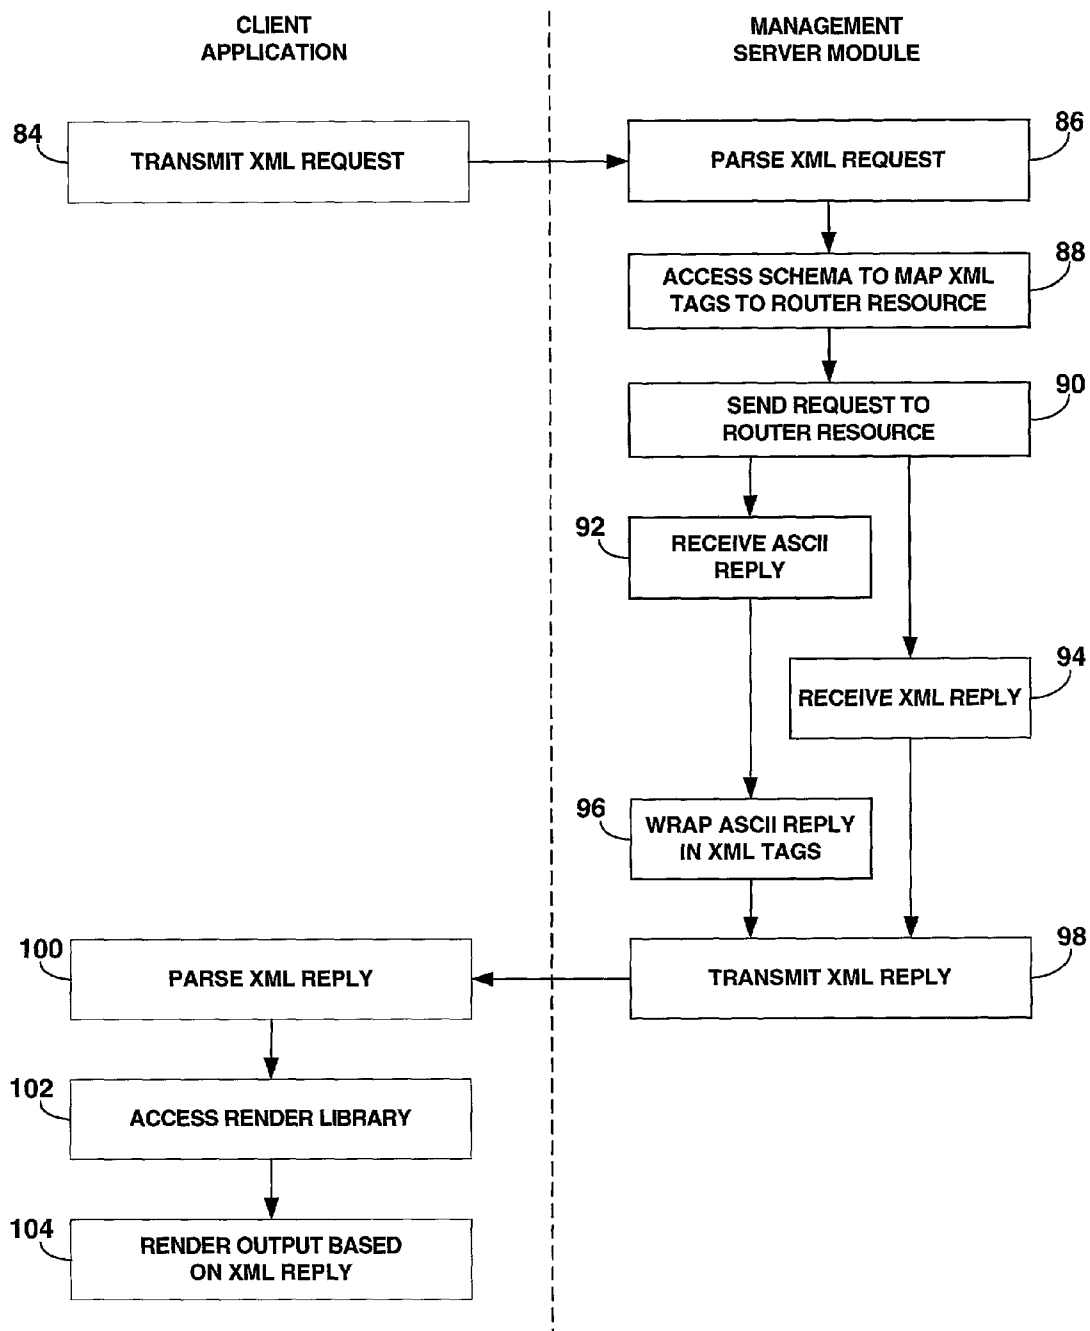 CLIENT
APPLICATION
MANAGEMENT
SERVER MODULE
84
TRANSMIT XML REQUEST
86
PARSE XML REQUEST
88
ACCESS SCHEMA TO MAP XML
TAGS TO ROUTER RESOURCE
90
SEND REQUEST TO
ROUTER RESOURCE
92
RECEIVE ASCII
REPLY
94
RECEIVE XML REPLY
96
WRAP ASCII REPLY
IN XML TAGS
98
TRANSMIT XML REPLY
100
PARSE XML REPLY
102
ACCESS RENDER LIBRARY
104
RENDER OUTPUT BASED
ON XML REPLY